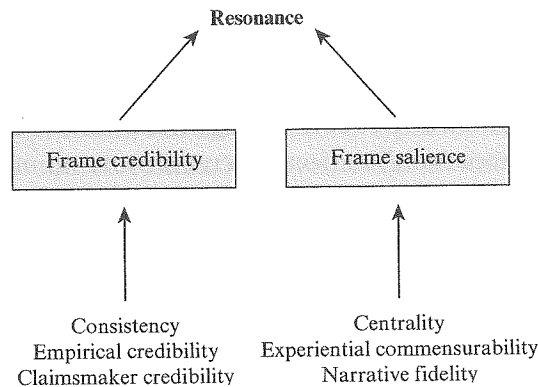 Resonance
Frame credibility
Frame salience
Consistency
Empirical credibility
Claimsmaker credibility
Centrality
Experiential commensurability
Narrative fidelity